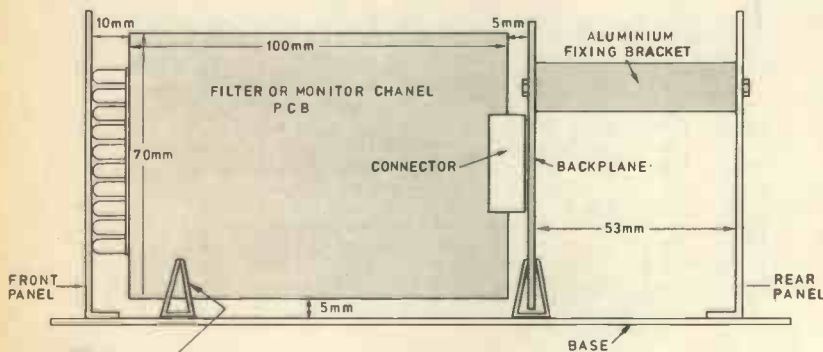 10mm
5mm
100mm
ALUMINIUM
FIXING BRACKET
FILTER OR MONITOR CHANEL
PCB
70mm
CONNECTOR
BACKPLANE
53mm
FRONT
PANEL
5mm
REAR
PANEL
BASE